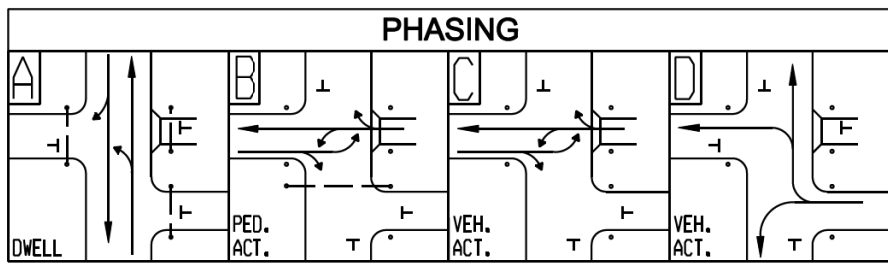 PHASING
A
B
C
D
DWELL
PED.
ACT.
VEH.
ACT.
VEH.
ACT.